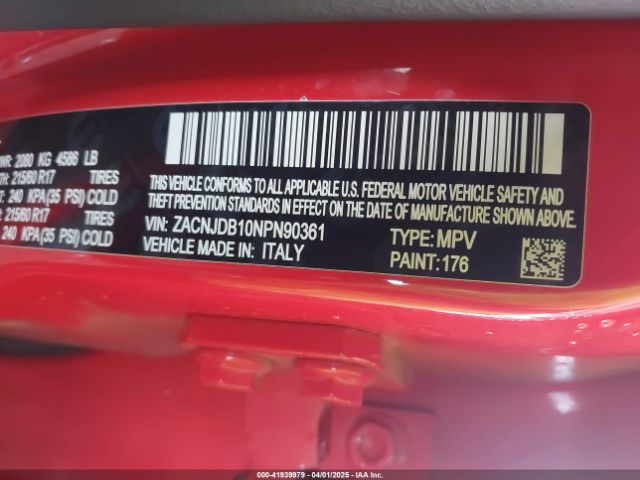 WR: 2080 KG 4586 LB
TH: 215/60 R17 TIRES
T: 240 KPA(35 PSI) COLD
: 215/60 R17 TIRES
240 KPA(35 PSI) COLD
THIS VEHICLE CONFORMS TO ALL APPLICABLE U.S. FEDERAL MOTOR VEHICLE SAFETY AND
THEFT PREVENTION STANDARDS IN EFFECT ON THE DATE OF MANUFACTURE SHOWN ABOVE.
VIN: ZACNJDB10NPN90361 TYPE: MPV
VEHICLE MADE IN: ITALY PAINT: 176
000-41939979 · 04/01/2025 · IAA Inc.